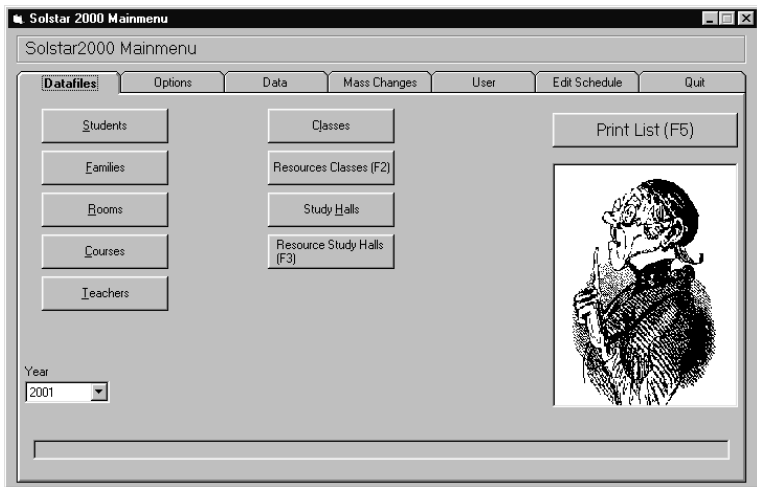 Solstar 2000 Mainmenu
Solstar2000 Mainmenu
Datafiles Options Data Mass Changes User Edit Schedule Quit
Students
Families
Rooms
Courses
Teachers
Classes
Resources Classes (F2)
Study Halls
Resource Study Halls
(F3)
Print List (F5)
Year
2001